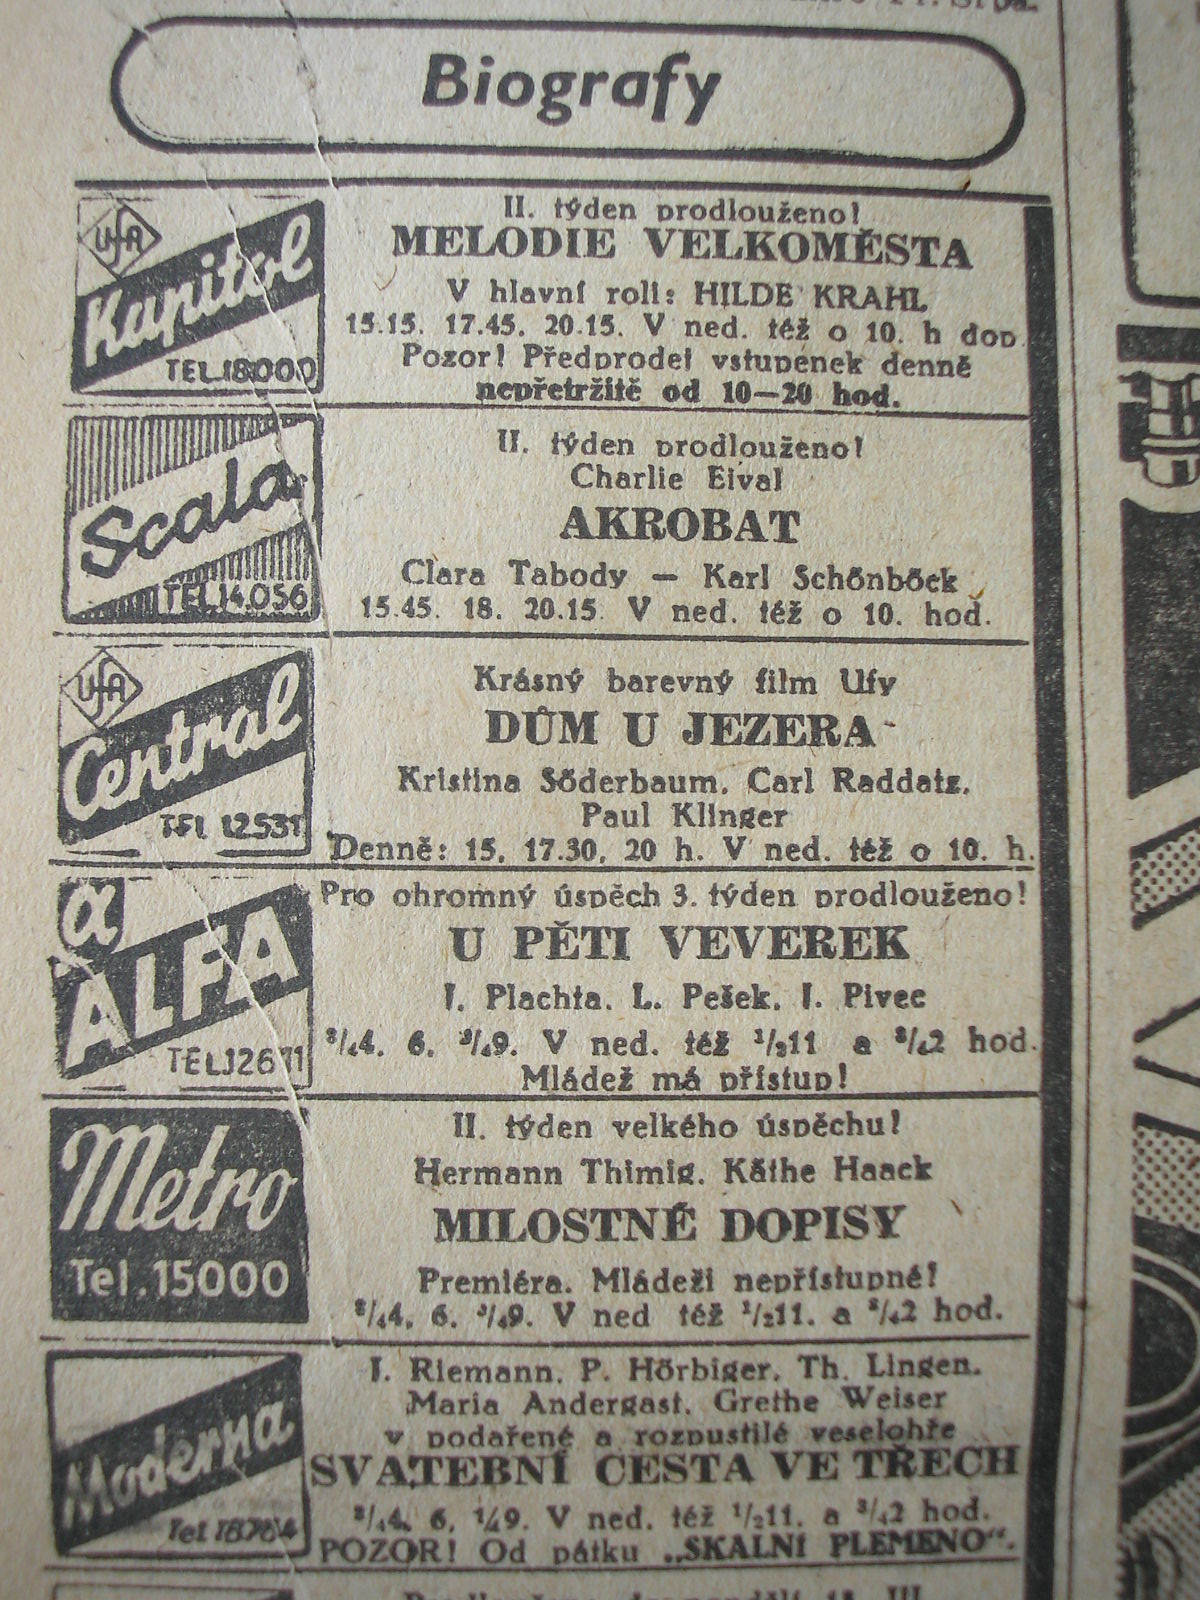 Biografy
UfA
Kapitol
TEL.18000
II. týden prodlouženo!
MELODIE VELKOMĚSTA
V hlavní roli: HILDE KRAHL
15.15. 17.45. 20.15. V ned. též o 10. h dop.
Pozor! Předprodej vstupenek denně
nepřetržitě od 10—20 hod.
Scala
TEL.14.056
II. týden prodlouženo!
Charlie Eival
AKROBAT
Clara Tabody — Karl Schönböck
15.45. 18. 20.15. V ned. též o 10. hod.
UfA
Central
TEL 12531
Krásný barevný film Ufy
DŮM U JEZERA
Kristina Söderbaum, Carl Raddatz,
Paul Klinger
Denně: 15, 17.30, 20 h. V ned. též o 10. h.
α
ALFA
TEL.12671
Pro ohromný úspěch 3. týden prodlouženo!
U PĚTI VEVEREK
J. Plachta, L. Pešek, J. Pivec
3/44, 6, 3/49. V ned. též 1/211 a 3/42 hod.
Mládež má přístup!
Metro
Tel.15000
II. týden velkého úspěchu!
Hermann Thimig, Käthe Haack
MILOSTNÉ DOPISY
Premiéra. Mládeži nepřístupné!
3/44, 6, 3/49. V ned též 1/211. a 3/42 hod.
Moderna
Tel 18764
J. Riemann, P. Hörbiger, Th. Lingen,
Maria Andergast, Grethe Weiser
v podařené a rozpustilé veselohře
SVATEBNÍ CESTA VE TŘECH
3/44, 6, 1/49. V ned. též 1/211. a 3/42 hod.
POZOR! Od pátku „SKALNÍ PLEMENO“.